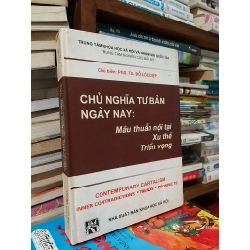 TRUNG TÂM KHOA HỌC XÃ HỘI VÀ NHÂN VĂN QUỐC GIA
Chủ biên: PGS. TS. ĐỖ LỘC DIỆP
CHỦ NGHĨA TƯ BẢN
NGÀY NAY:
Mâu thuẫn nội tại
Xu thế
Triển vọng
CONTEMPORARY CAPITALISM
INNER CONTRADICTIONS - TRENDS - PROSPECTS
NHÀ XUẤT BẢN KHOA HỌC XÃ HỘI